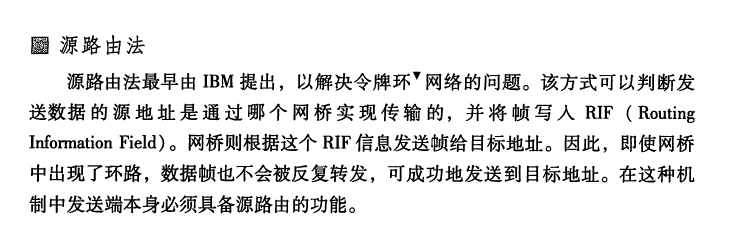 源路由法
源路由法最早由 IBM 提出，以解决令牌环▼网络的问题。该方式可以判断发
送数据的源地址是通过哪个网桥实现传输的，并将帧写入 RIF（Routing
Information Field）。网桥则根据这个 RIF 信息发送帧给目标地址。因此，即使网桥
中出现了环路，数据帧也不会被反复转发，可成功地发送到目标地址。在这种机
制中发送端本身必须具备源路由的功能。